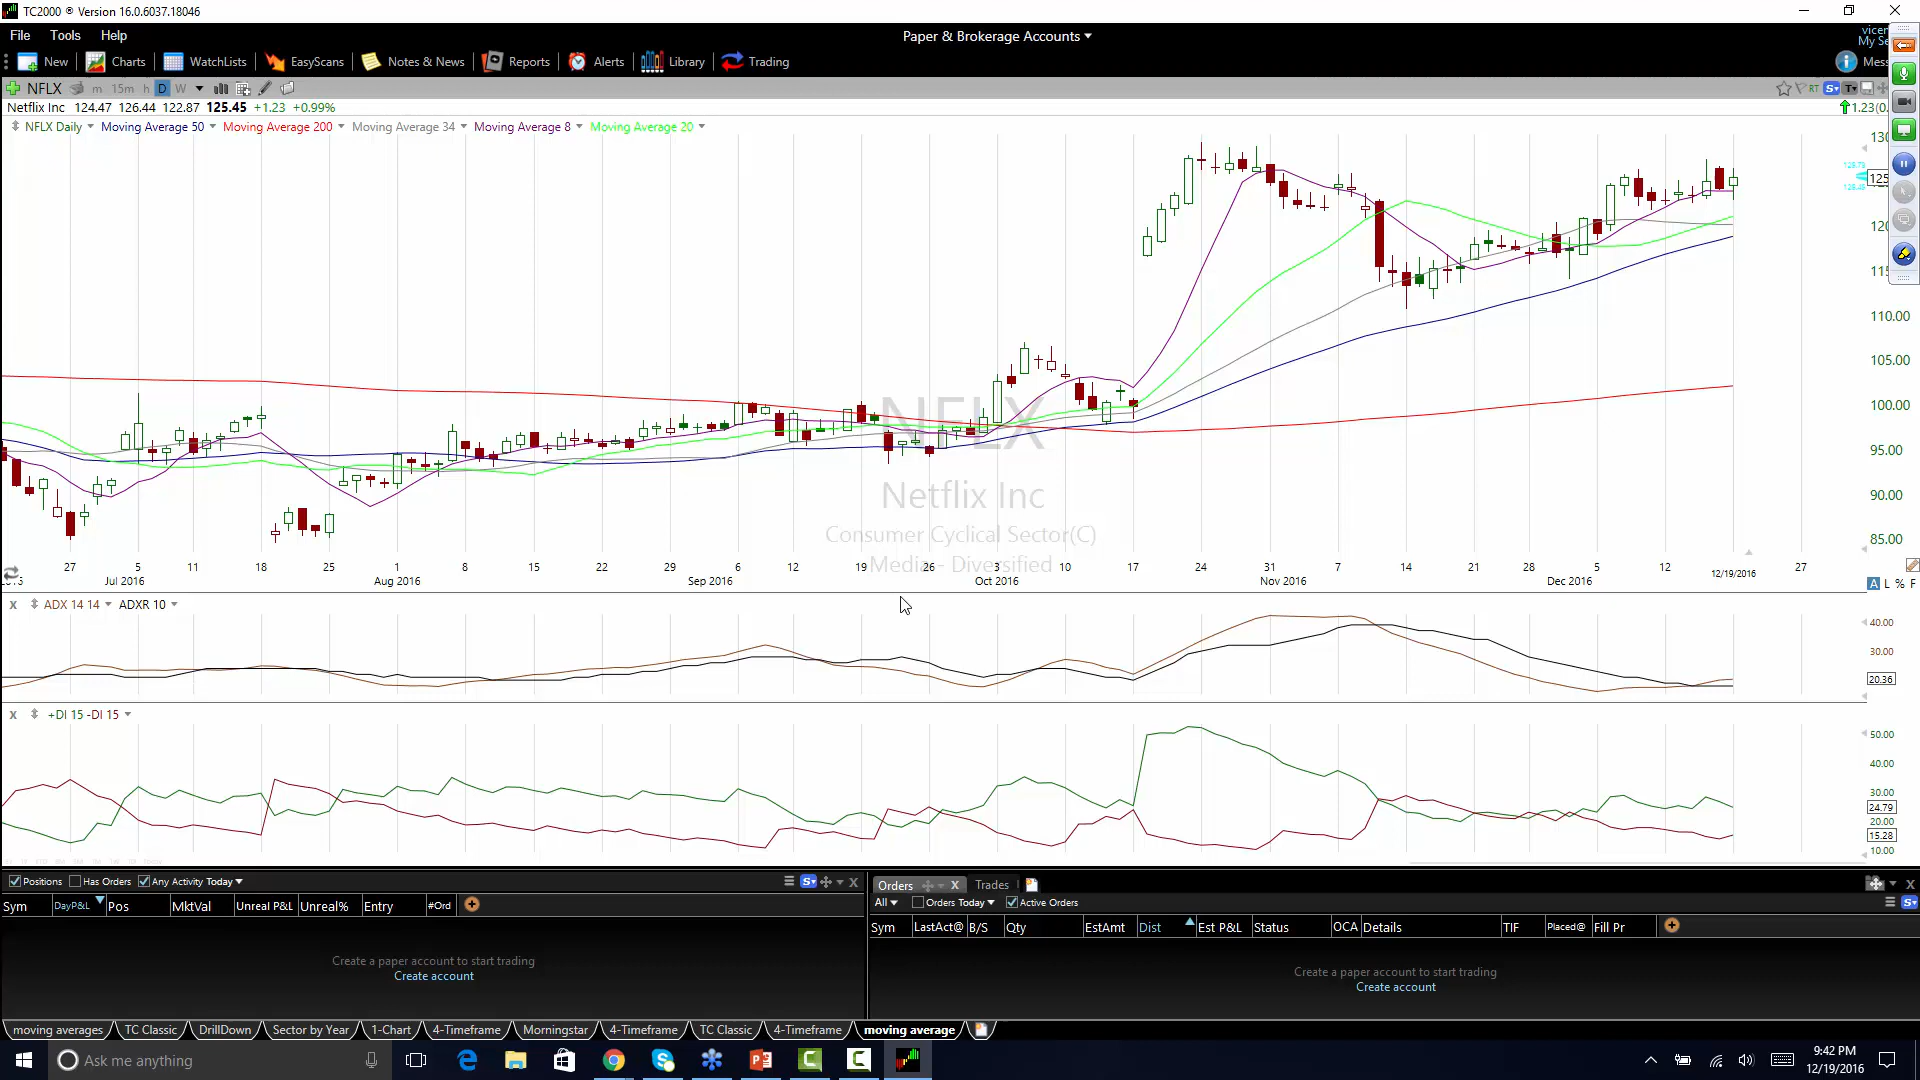 TC2000 ® Version 16.0.6037.18046
File Tools Help
Paper & Brokerage Accounts
New Charts WatchLists EasyScans Notes & News Reports Alerts Library Trading
NFLX m 15m h D W
RT
Netflix Inc 124.47 126.44 122.87 125.45 +1.23 +0.99%
NFLX Daily Moving Average 50 Moving Average 200 Moving Average 34 Moving Average 8 Moving Average 20
110.00
105.00
100.00
95.00
90.00
85.00
NFLX
Netflix Inc
Consumer Cyclical Sector(C)
Media - Diversified
27 5 11 18 25 1 8 15 22 29 6 12 19 26 3 10 17 24 31 7 14 21 28 5 12 27
Jul 2016 Aug 2016 Sep 2016 Oct 2016 Nov 2016 Dec 2016 12/19/2016
A L % F
X ADX 14 14 ADXR 10
40.00
30.00
20.36
X +DI 15 -DI 15
50.00
40.00
30.00
24.79
20.00
15.28
10.00
Positions Has Orders Any Activity Today
Sym DayP&L Pos MktVal Unreal P&L Unreal% Entry #Ord
Create a paper account to start trading
Create account
Orders X Trades
All Orders Today Active Orders
Sym LastAct@ B/S Qty EstAmt Dist Est P&L Status OCA Details TIF Placed@ Fill Pr
Create a paper account to start trading
Create account
moving averages TC Classic DrillDown Sector by Year 1-Chart 4-Timeframe Morningstar 4-Timeframe TC Classic 4-Timeframe moving average
Ask me anything
9:42 PM
12/19/2016